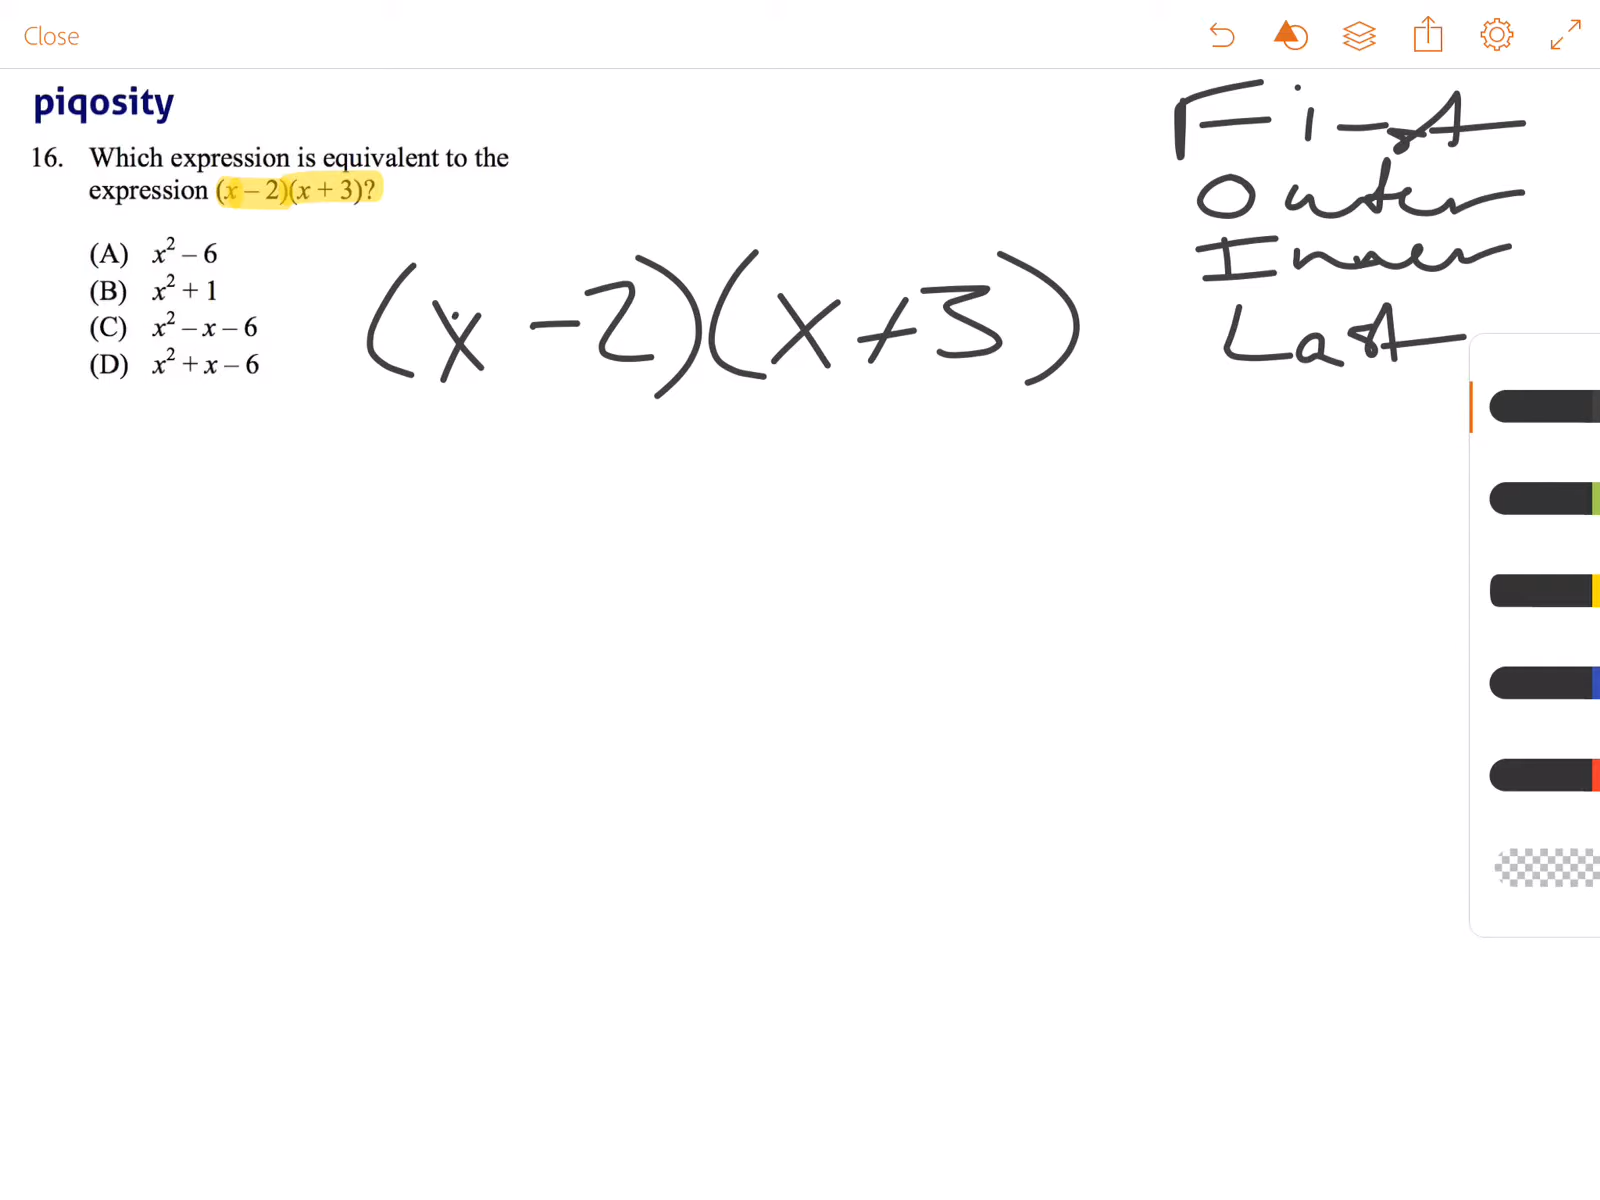 Close
piqosity
16. Which expression is equivalent to the
expression (x – 2)(x + 3)?
(A) x² – 6
(B) x² + 1
(C) x² – x – 6
(D) x² + x – 6
(x - 2)(x + 3)
First
Outer
Inner
Last